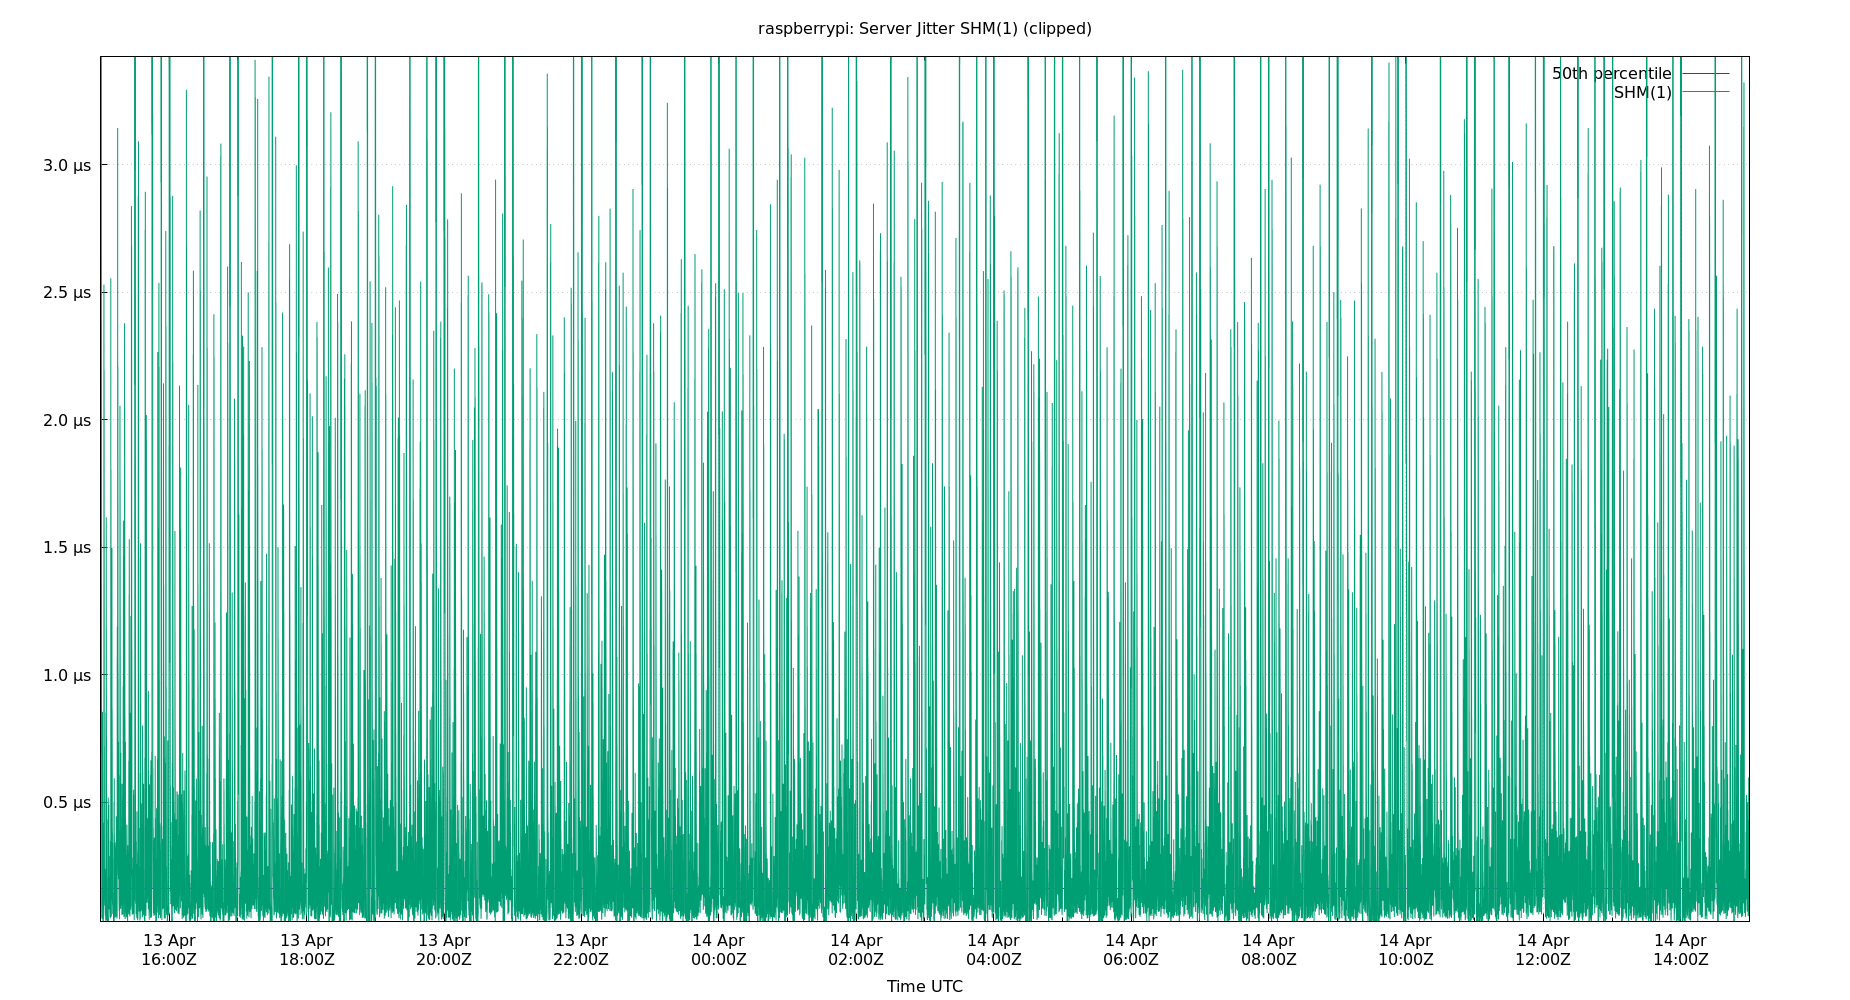 raspberrypi: Server Jitter SHM(1) (clipped)
50th percentile
SHM(1)
3.0 µs
2.5 µs
2.0 µs
1.5 µs
1.0 µs
0.5 µs
13 Apr 13 Apr 13 Apr 13 Apr 14 Apr 14 Apr 14 Apr 14 Apr 14 Apr 14 Apr 14 Apr 14 Apr
16:00Z 18:00Z 20:00Z 22:00Z 00:00Z 02:00Z 04:00Z 06:00Z 08:00Z 10:00Z 12:00Z 14:00Z
Time UTC